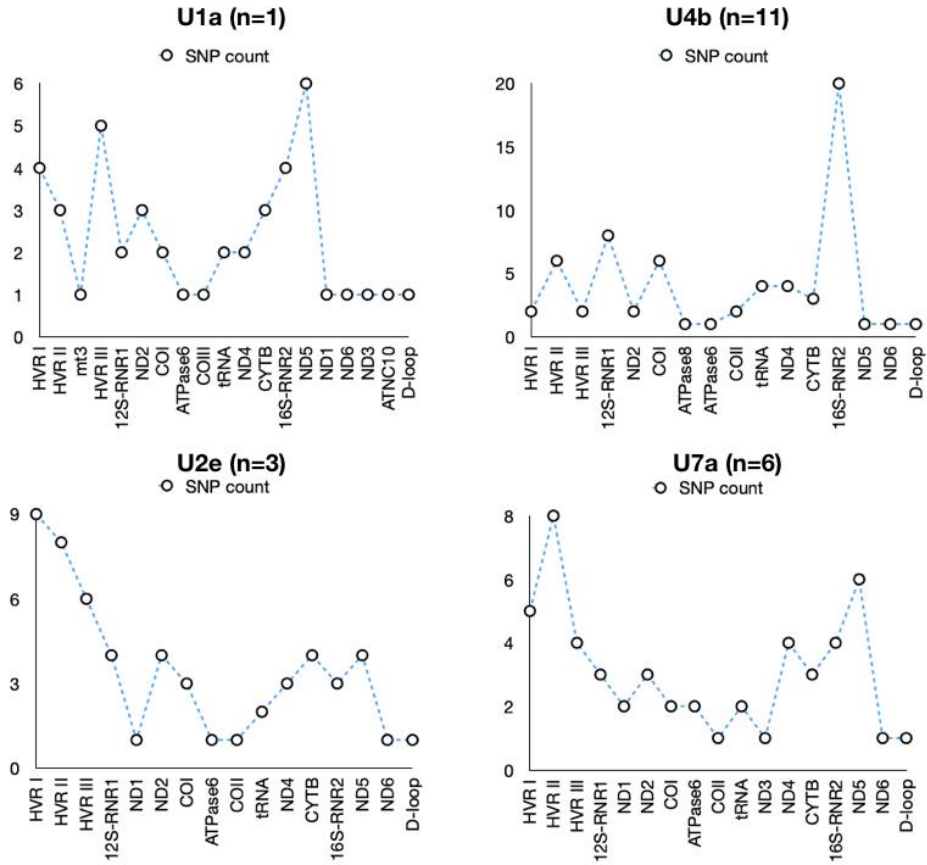 U1a (n=1)
SNP count
6
5
4
3
2
1
0
HVR I
HVR II
mt3
HVR III
12S-RNR1
ND2
COI
ATPase6
COIII
tRNA
ND4
CYTB
16S-RNR2
ND5
ND1
ND6
ND3
ATNC10
D-loop
U4b (n=11)
SNP count
20
15
10
5
0
HVR I
HVR II
HVR III
12S-RNR1
ND2
COI
ATPase8
ATPase6
COII
tRNA
ND4
CYTB
16S-RNR2
ND5
ND6
D-loop
U2e (n=3)
SNP count
9
6
3
0
HVR I
HVR II
HVR III
12S-RNR1
ND1
ND2
COI
ATPase6
COII
tRNA
ND4
CYTB
16S-RNR2
ND5
ND6
D-loop
U7a (n=6)
SNP count
8
6
4
2
0
HVR I
HVR II
HVR III
12S-RNR1
ND1
ND2
COI
ATPase6
COII
tRNA
ND3
ND4
CYTB
16S-RNR2
ND5
ND6
D-loop